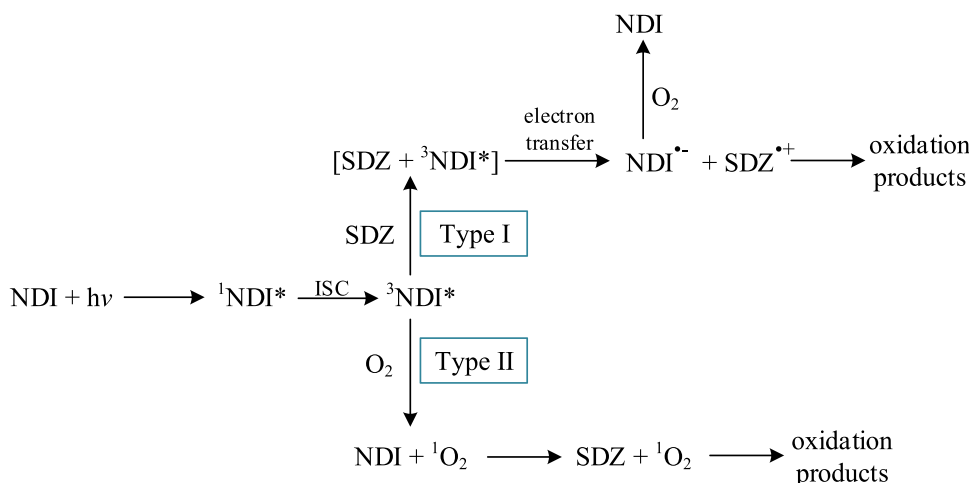 NDI
O₂
electron
transfer
[SDZ + ³NDI*]
NDI•- + SDZ•+
oxidation
products
SDZ
Type I
NDI + hν
¹NDI*
ISC
³NDI*
O₂
Type II
NDI + ¹O₂
SDZ + ¹O₂
oxidation
products